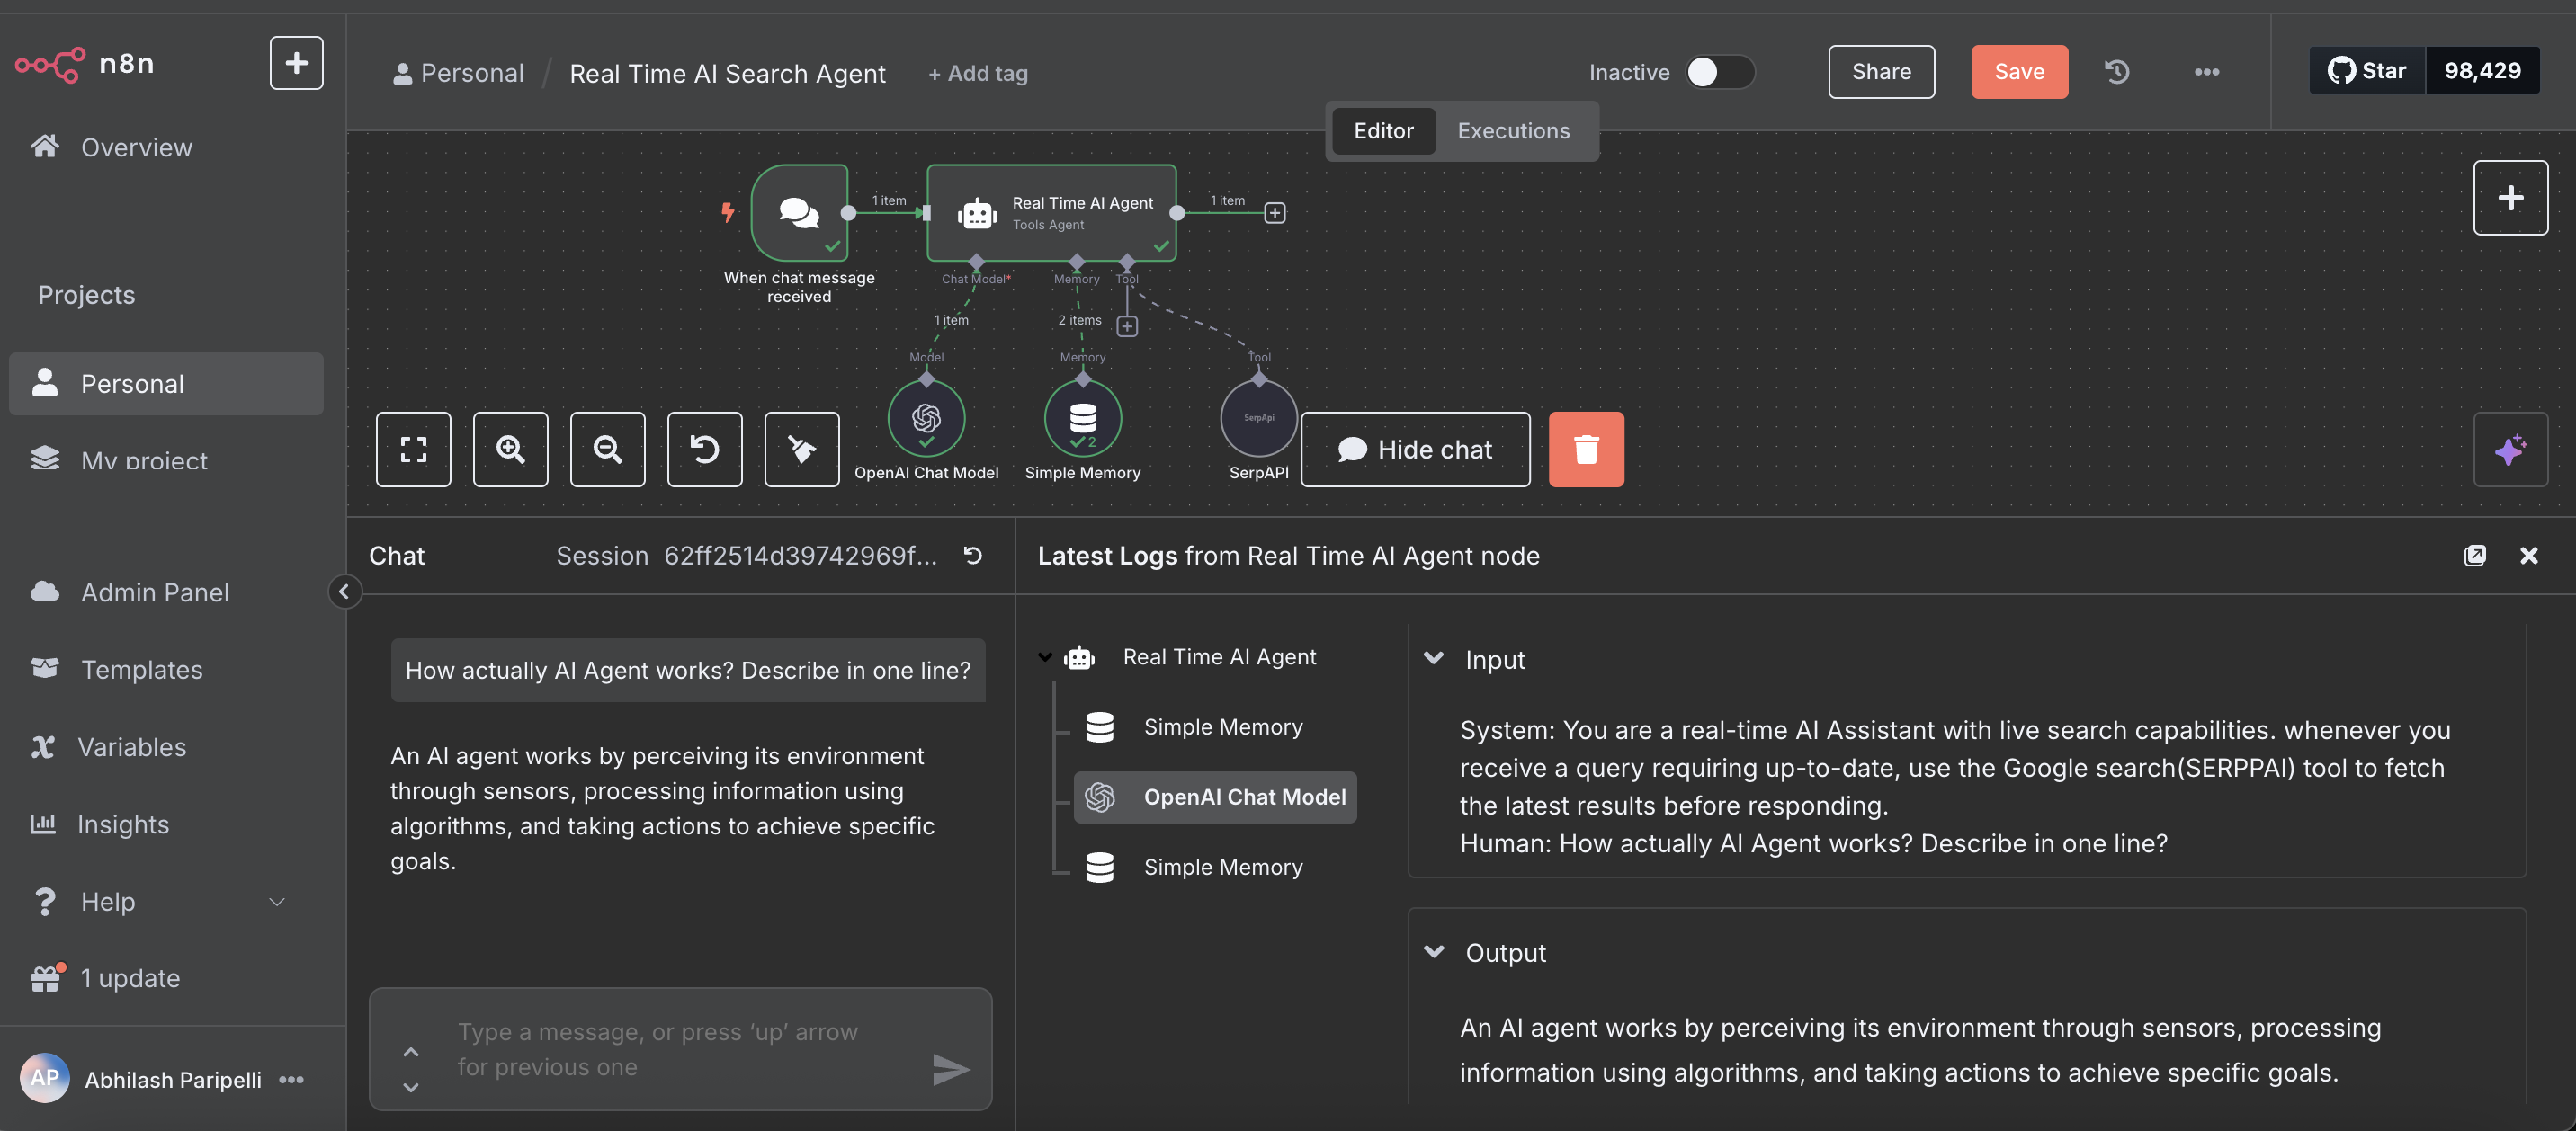 n8n
Overview
Projects
Personal
My project
Admin Panel
Templates
Variables
Insights
Help
1 update
AP
Abhilash Paripelli
Personal / Real Time AI Search Agent
+ Add tag
Inactive
Share
Save
Star
98,429
Editor
Executions
1 item
Real Time AI Agent
Tools Agent
1 item
When chat message
received
Chat Model*
Memory
Tool
1 item
2 items
Model
Memory
Tool
2
SerpApi
OpenAI Chat Model
Simple Memory
SerpAPI
Hide chat
Chat
Session 62ff2514d39742969f...
How actually AI Agent works? Describe in one line?
An AI agent works by perceiving its environment
through sensors, processing information using
algorithms, and taking actions to achieve specific
goals.
Type a message, or press ‘up’ arrow
for previous one
Latest Logs from Real Time AI Agent node
Real Time AI Agent
Simple Memory
OpenAI Chat Model
Simple Memory
Input
System: You are a real-time AI Assistant with live search capabilities. whenever you
receive a query requiring up-to-date, use the Google search(SERPPAI) tool to fetch
the latest results before responding.
Human: How actually AI Agent works? Describe in one line?
Output
An AI agent works by perceiving its environment through sensors, processing
information using algorithms, and taking actions to achieve specific goals.